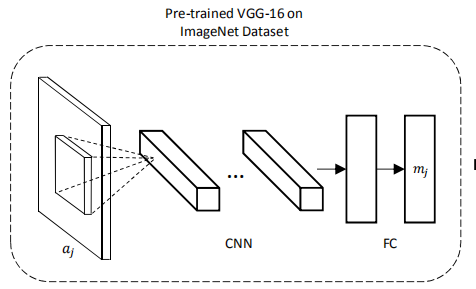 Pre-trained VGG-16 on
ImageNet Dataset
...
m_j
a_j
CNN
FC